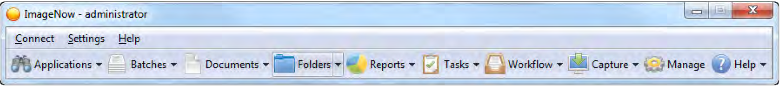 ImageNow - administrator
Connect Settings Help
Applications Batches Documents Folders Reports Tasks Workflow Capture Manage Help